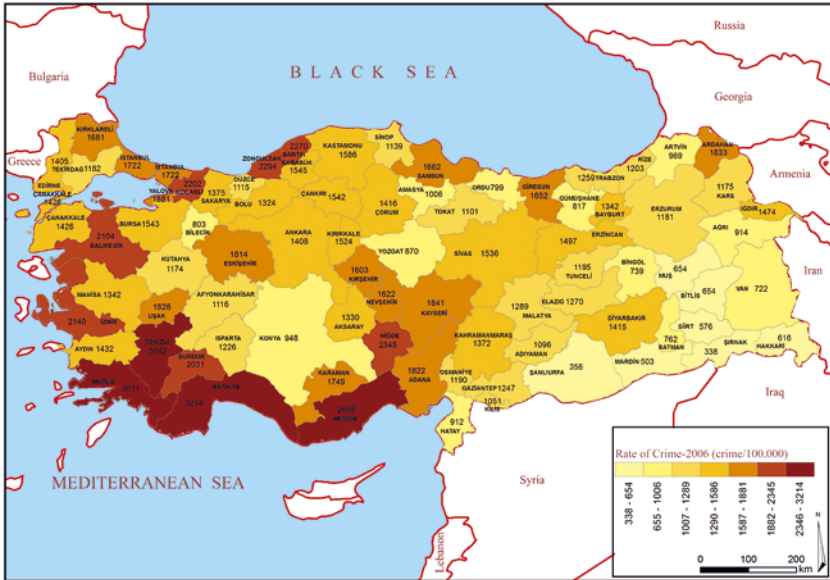 Russia
Bulgaria
BLACK SEA
Georgia
Greece
Armenia
Iran
Iraq
Syria
Lebanon
MEDITERRANEAN SEA
KIRKLARELİ
1681
1405
TEKİRDAG
1182
EDİRNE
ÇANAKKALE
1426
İSTANBUL
1722
İSTANBUL
1722
YALOVA
1881
2202
KOCAELİ
1375
SAKARYA
DÜZCE
1115
BOLU
1324
ZONGULDAK
2294
2270
BARTIN
KARABÜK
1545
KASTAMONU
1586
SİNOP
1139
1662
SAMSUN
ORDU 799
GİRESUN
1652
1259
TRABZON
RİZE
1203
ARTVİN
969
ARDAHAN
1833
1175
KARS
IGDIR
1474
AĞRI
914
ERZURUM
1181
1342
BAYBURT
GÜMÜŞHANE
817
ERZİNCAN
1497
AMASYA
1006
TOKAT 1101
1416
ÇORUM
ÇANKIRI
1542
ÇANAKKALE
1426
BURSA 1543
803
BİLECİK
2104
BALIKESİR
KÜTAHYA
1174
1814
ESKİŞEHİR
ANKARA
1408
KIRIKKALE
1524
YOZGAT 870
SİVAS 1536
1603
KIRŞEHİR
1622
NEVŞEHİR
1841
KAYSERİ
1195
TUNCELİ
BİNGÖL
739
654
MUŞ
BİTLİS 654
VAN 722
MANİSA 1342
1828
UŞAK
AFYONKARAHİSAR
1116
2140
İZMİR
AYDIN 1432
DENİZLİ
3042
ISPARTA
1226
BURDUR
2031
KONYA 948
1330
AKSARAY
NİĞDE
2345
1289
MALATYA
ELAZIG 1270
DİYARBAKIR
1415
SİİRT 576
762
BATMAN
ŞIRNAK
338
HAKKARİ
616
MARDİN 503
ŞANLIURFA 356
1096
ADIYAMAN
KAHRAMANMARAŞ
1372
OSMANİYE
1190
GAZİANTEP 1247
1051
KİLİS
912
HATAY
1822
ADANA
KARAMAN
1749
MERSİN
ANTALYA
3214
MUĞLA
3011
Rate of Crime-2006 (crime/100.000)
338 - 654
655 - 1006
1007 - 1289
1290 - 1586
1587 - 1881
1882 - 2345
2346 - 3214
N
0 100 200
km